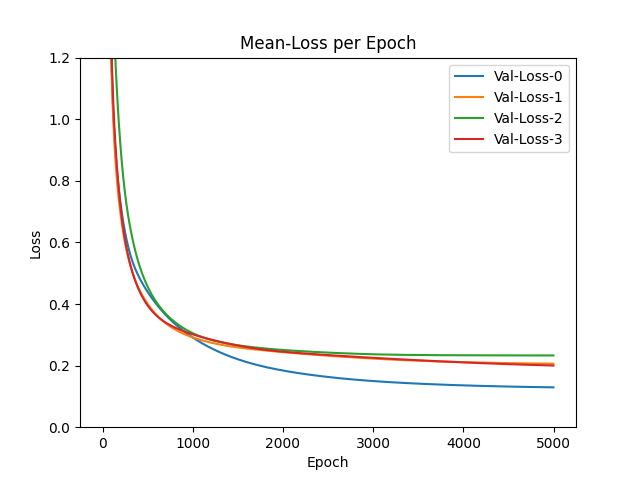 Mean-Loss per Epoch
Loss
1.2
1.0
0.8
0.6
0.4
0.2
0.0
Val-Loss-0
Val-Loss-1
Val-Loss-2
Val-Loss-3
0 1000 2000 3000 4000 5000
Epoch